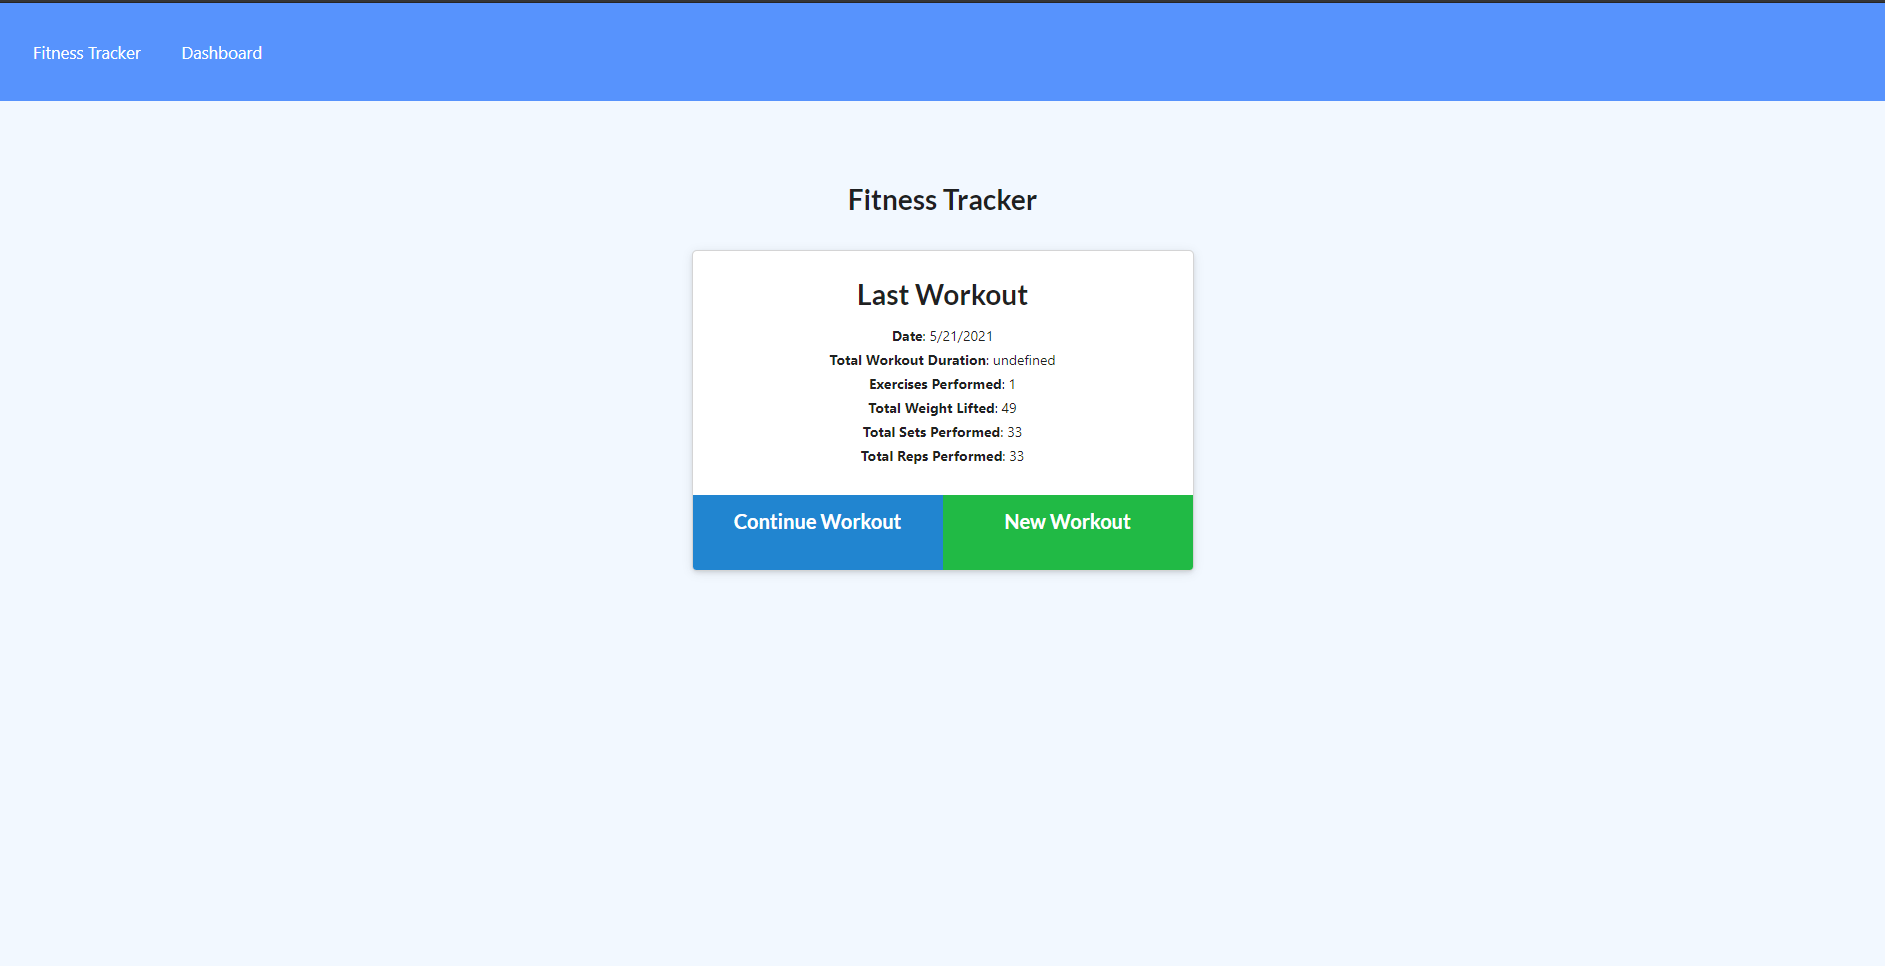 Fitness Tracker Dashboard
Fitness Tracker
Last Workout
Date: 5/21/2021
Total Workout Duration: undefined
Exercises Performed: 1
Total Weight Lifted: 49
Total Sets Performed: 33
Total Reps Performed: 33
Continue Workout New Workout